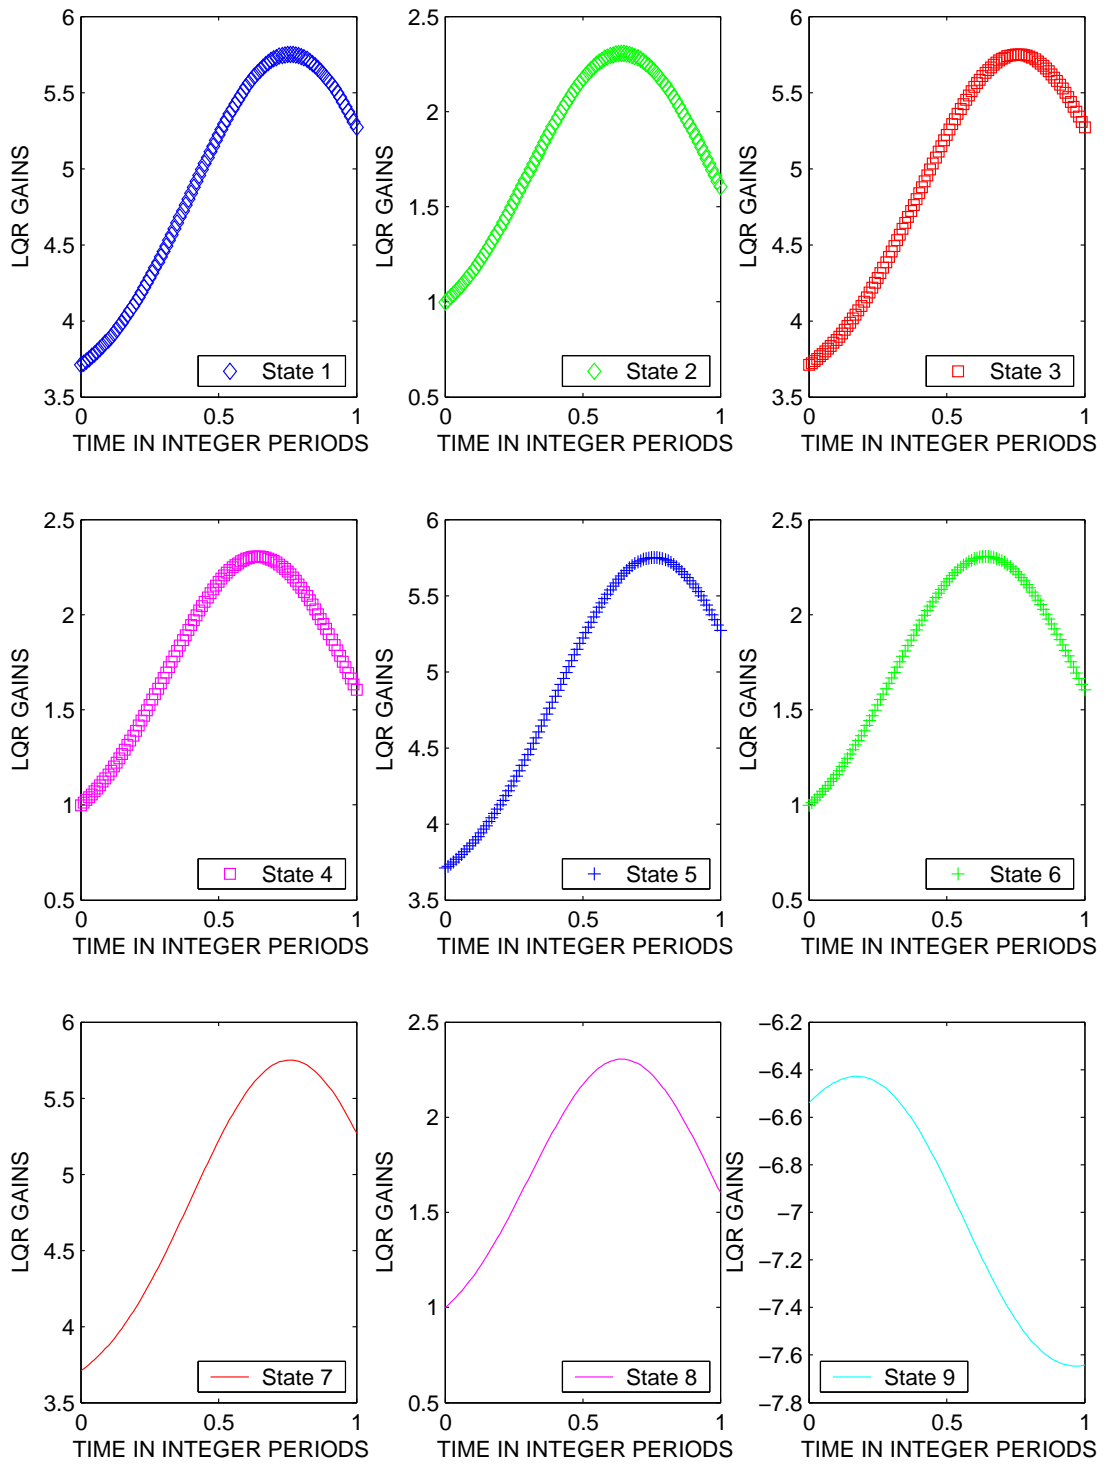 6
5.5
5
4.5
4
3.5
LQR GAINS
0
0.5
1
TIME IN INTEGER PERIODS
State 1
2.5
2
1.5
1
0.5
LQR GAINS
0
0.5
1
TIME IN INTEGER PERIODS
State 2
6
5.5
5
4.5
4
3.5
LQR GAINS
0
0.5
1
TIME IN INTEGER PERIODS
State 3
2.5
2
1.5
1
0.5
LQR GAINS
0
0.5
1
TIME IN INTEGER PERIODS
State 4
6
5.5
5
4.5
4
3.5
LQR GAINS
0
0.5
1
TIME IN INTEGER PERIODS
State 5
2.5
2
1.5
1
0.5
LQR GAINS
0
0.5
1
TIME IN INTEGER PERIODS
State 6
6
5.5
5
4.5
4
3.5
LQR GAINS
0
0.5
1
TIME IN INTEGER PERIODS
State 7
2.5
2
1.5
1
0.5
LQR GAINS
0
0.5
1
TIME IN INTEGER PERIODS
State 8
−6.2
−6.4
−6.6
−6.8
−7
−7.2
−7.4
−7.6
−7.8
LQR GAINS
0
0.5
1
TIME IN INTEGER PERIODS
State 9